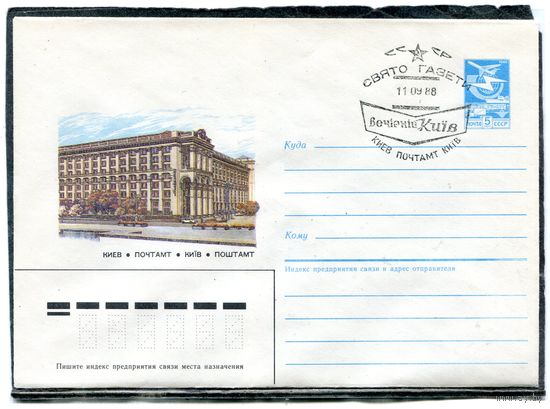 СССР
СВЯТО ГАЗЕТИ
11 09 88
Вечірній Київ
КИЕВ ПОЧТАМТ КИЇВ
ПОЧТА 5 СССР
Куда
Кому
КИЕВ • ПОЧТАМТ • КИЇВ • ПОШТАМТ
Индекс предприятия связи и адрес отправителя
Пишите индекс предприятия связи места назначения